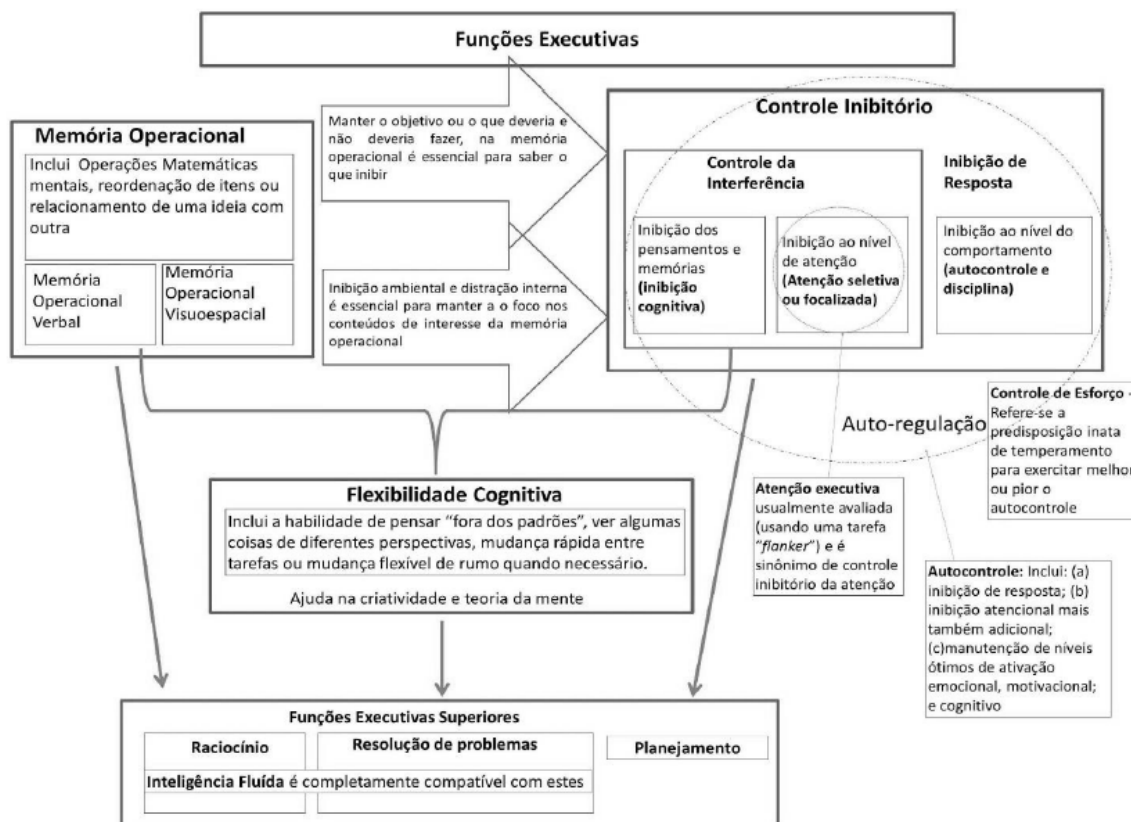 Funções Executivas
Memória Operacional
Inclui Operações Matemáticas
mentais, reordenação de itens ou
relacionamento de uma ideia com
outra
Memória
Operacional
Verbal
Memória
Operacional
Visuoespacial
Manter o objetivo ou o que deveria e
não deveria fazer, na memória
operacional é essencial para saber o
que inibir
Inibição ambiental e distração interna
é essencial para manter a o foco nos
conteúdos de interesse da memória
operacional
Controle Inibitório
Controle da
Interferência
Inibição dos
pensamentos e
memórias
(inibição
cognitiva)
Inibição ao nível
de atenção
(Atenção seletiva
ou focalizada)
Inibição de
Resposta
Inibição ao nível do
comportamento
(autocontrole e
disciplina)
Auto-regulação
Controle de Esforço -
Refere-se a
predisposição inata
de temperamento
para exercitar melhor
ou pior o
autocontrole
Atenção executiva
usualmente avaliada
(usando uma tarefa
“flanker”) e é
sinônimo de controle
inibitório da atenção
Autocontrole: Inclui: (a)
inibição de resposta; (b)
inibição atencional mais
também adicional;
(c)manutenção de níveis
ótimos de ativação
emocional, motivacional;
e cognitivo
Flexibilidade Cognitiva
Inclui a habilidade de pensar “fora dos padrões”, ver algumas
coisas de diferentes perspectivas, mudança rápida entre
tarefas ou mudança flexível de rumo quando necessário.
Ajuda na criatividade e teoria da mente
Funções Executivas Superiores
Raciocínio
Resolução de problemas
Planejamento
Inteligência Fluída é completamente compatível com estes